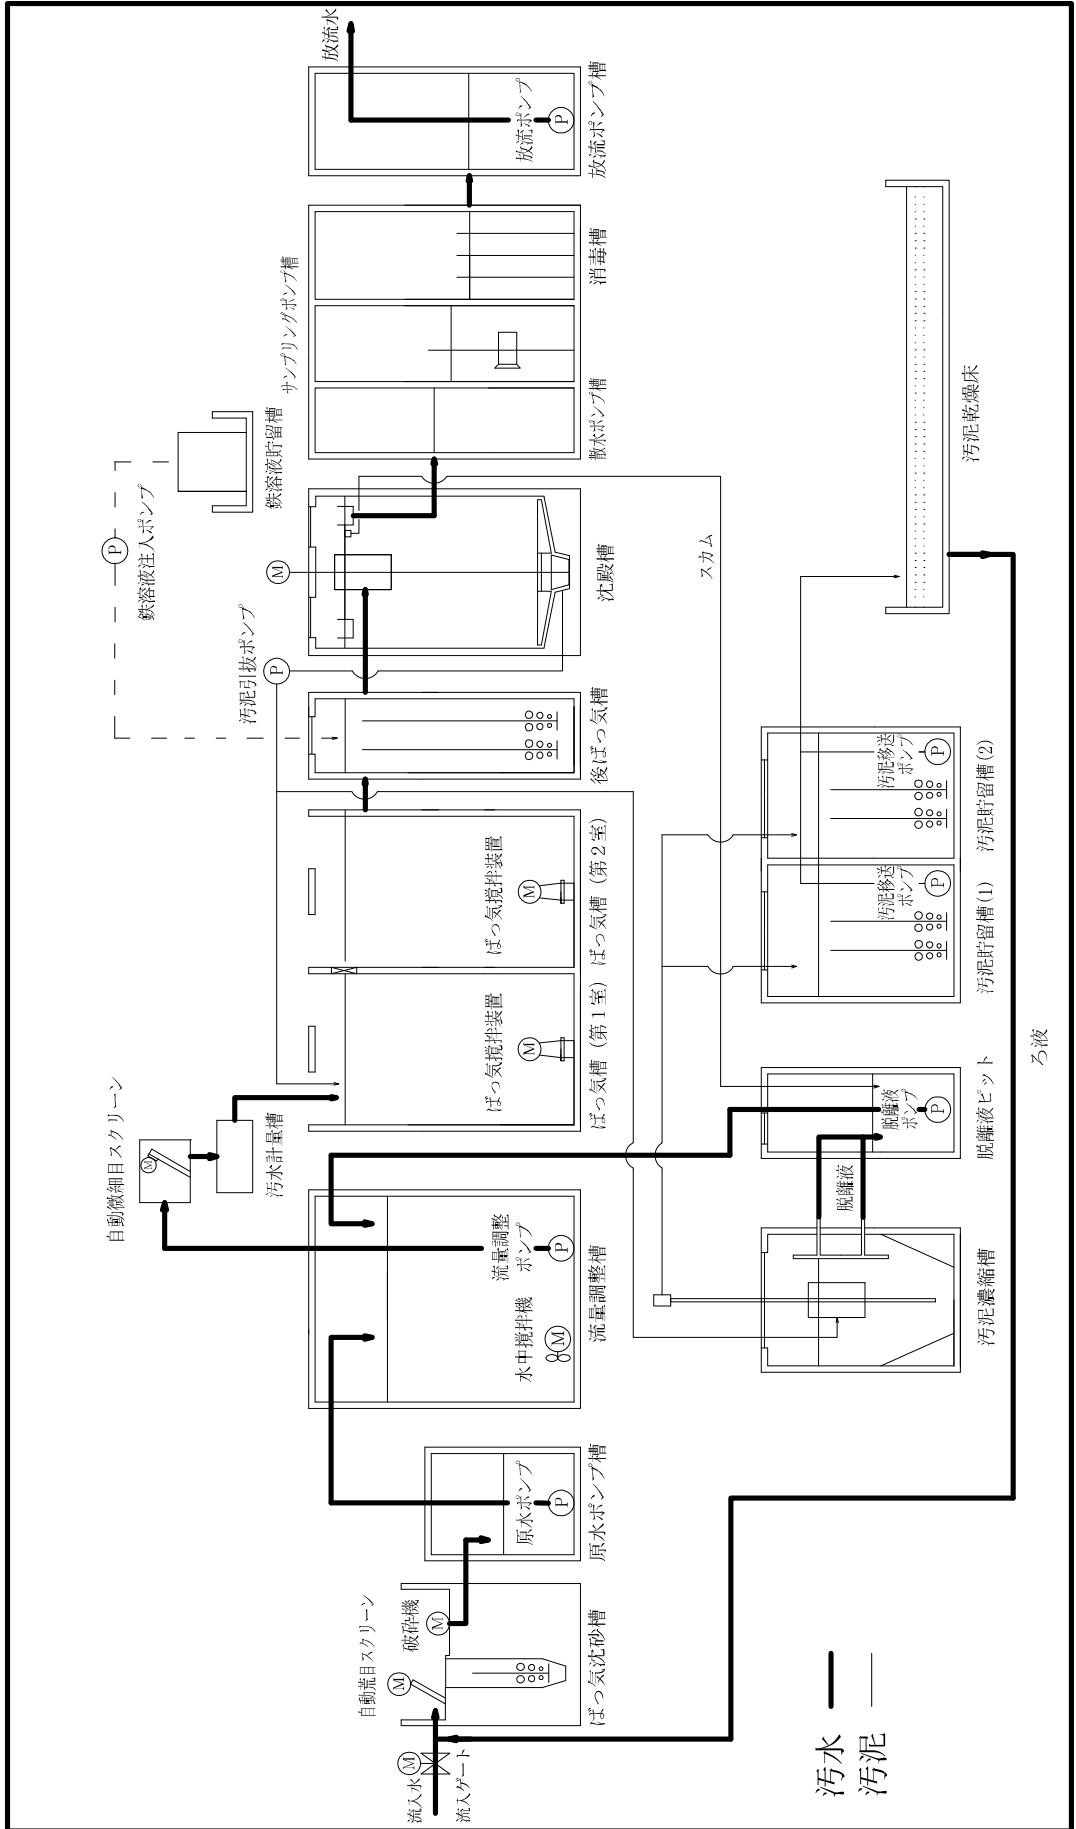 流入水
流入ゲート
M
自動荒目スクリーン
M
破砕機
M
ばっ気沈砂槽
原水ポンプ
P
原水ポンプ槽
水中撹拌機
M
流量調整
ポンプ
P
流量調整槽
自動微細目スクリーン
M
汚水計量槽
ばっ気撹拌装置
M
ばっ気槽（第１室）
ばっ気撹拌装置
M
ばっ気槽（第２室）
後ばっ気槽
汚泥引抜ポンプ
P
鉄溶液注入ポンプ
P
鉄溶液貯留槽
M
沈殿槽
散水ポンプ槽
サンプリングポンプ槽
消毒槽
放流ポンプ
P
放流ポンプ槽
放流水
スカム
汚泥濃縮槽
脱離液
脱離液
ポンプ
P
脱離液ピット
汚泥移送
ポンプ
P
汚泥貯留槽(1)
汚泥移送
ポンプ
P
汚泥貯留槽(2)
汚泥乾燥床
ろ液
汚水
汚泥